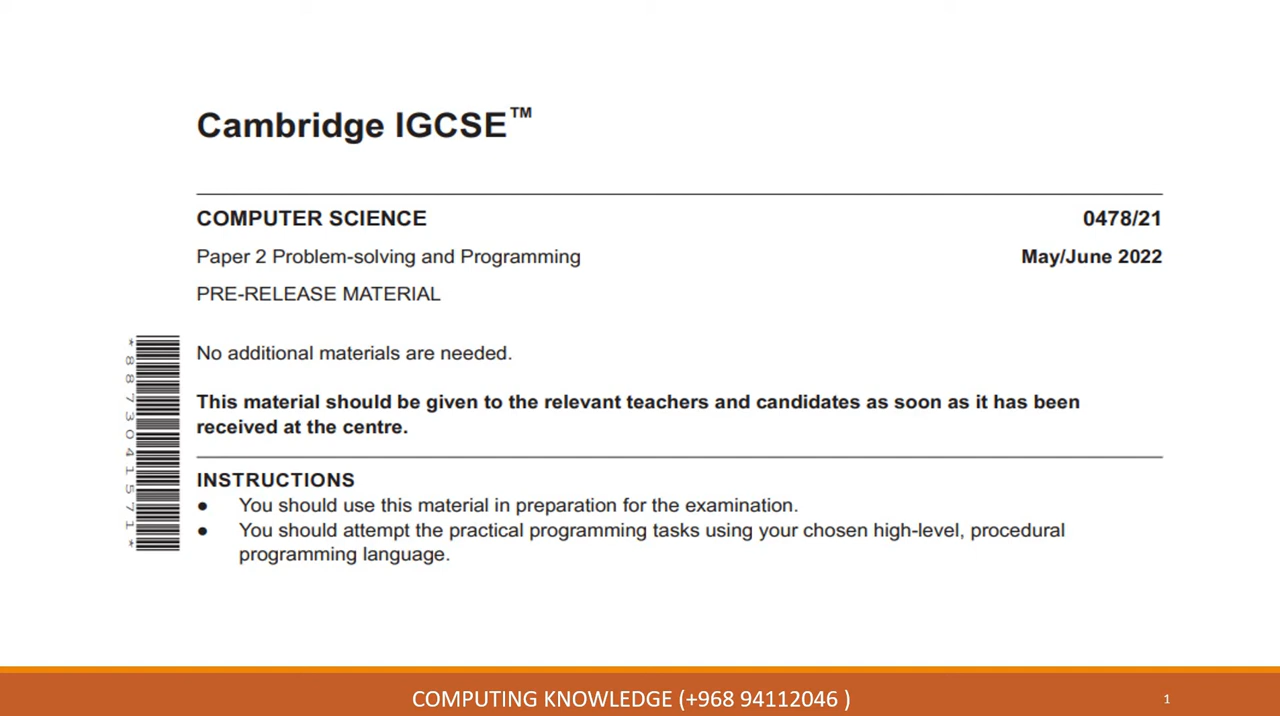 Cambridge IGCSE™
COMPUTER SCIENCE 0478/21
Paper 2 Problem-solving and Programming May/June 2022
PRE-RELEASE MATERIAL
*8873041571*
No additional materials are needed.
This material should be given to the relevant teachers and candidates as soon as it has been
received at the centre.
INSTRUCTIONS
● You should use this material in preparation for the examination.
● You should attempt the practical programming tasks using your chosen high-level, procedural
programming language.
COMPUTING KNOWLEDGE (+968 94112046 ) 1